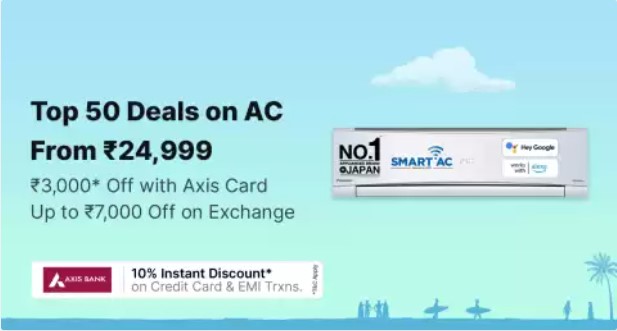 Top 50 Deals on AC
From ₹24,999
₹3,000* Off with Axis Card
Up to ₹7,000 Off on Exchange
AXIS BANK
10% Instant Discount*
on Credit Card & EMI Trxns.
*T&C Apply
NO.1
JAPAN
SMART AC
Hey Google
works with
alexa